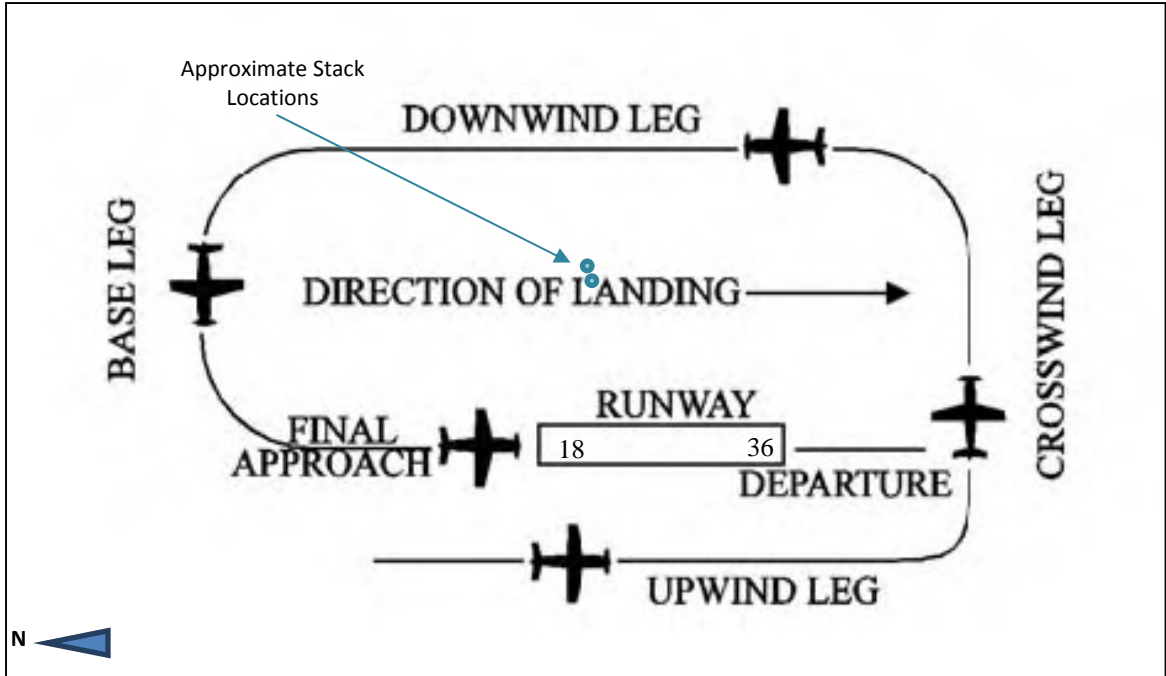 Approximate Stack
Locations
DOWNWIND LEG
BASE LEG
CROSSWIND LEG
DIRECTION OF LANDING
RUNWAY
18
36
FINAL
APPROACH
DEPARTURE
UPWIND LEG
N